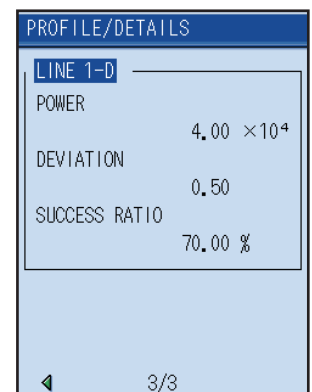 PROFILE/DETAILS
LINE 1-D
POWER
4.00 ×10⁴
DEVIATION
0.50
SUCCESS RATIO
70.00 %
3/3